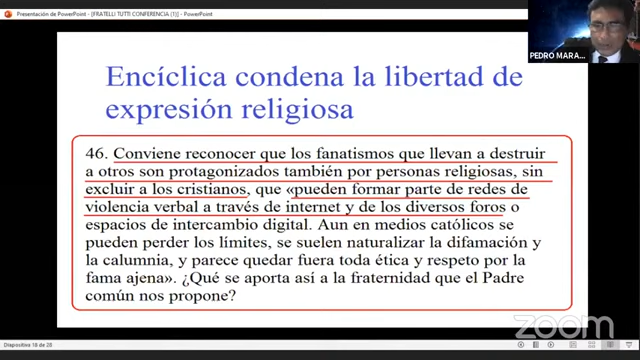 Presentación de PowerPoint - [FRATELLI TUTTI CONFERENCIA (1)] - PowerPoint
PEDRO MARA...
Encíclica condena la libertad de
expresión religiosa
46. Conviene reconocer que los fanatismos que llevan a destruir
a otros son protagonizados también por personas religiosas, sin
excluir a los cristianos, que «pueden formar parte de redes de
violencia verbal a través de internet y de los diversos foros o
espacios de intercambio digital. Aun en medios católicos se
pueden perder los límites, se suelen naturalizar la difamación y
la calumnia, y parece quedar fuera toda ética y respeto por la
fama ajena». ¿Qué se aporta así a la fraternidad que el Padre
común nos propone?
zoom
Diapositiva 18 de 28